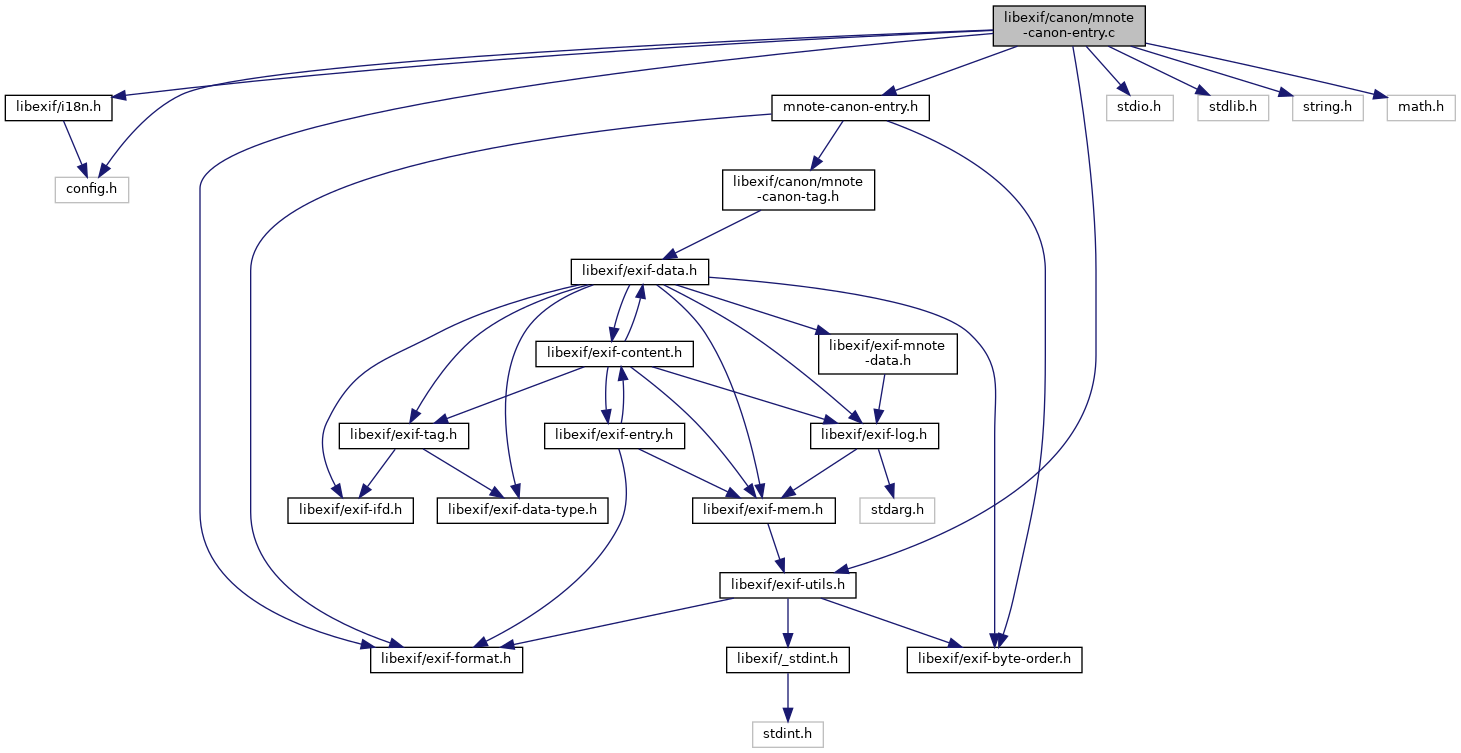 libexif/canon/mnote
-canon-entry.c
libexif/i18n.h
mnote-canon-entry.h
stdio.h
stdlib.h
string.h
math.h
config.h
libexif/canon/mnote
-canon-tag.h
libexif/exif-data.h
libexif/exif-content.h
libexif/exif-mnote
-data.h
libexif/exif-tag.h
libexif/exif-entry.h
libexif/exif-log.h
libexif/exif-ifd.h
libexif/exif-data-type.h
libexif/exif-mem.h
stdarg.h
libexif/exif-utils.h
libexif/exif-format.h
libexif/_stdint.h
libexif/exif-byte-order.h
stdint.h